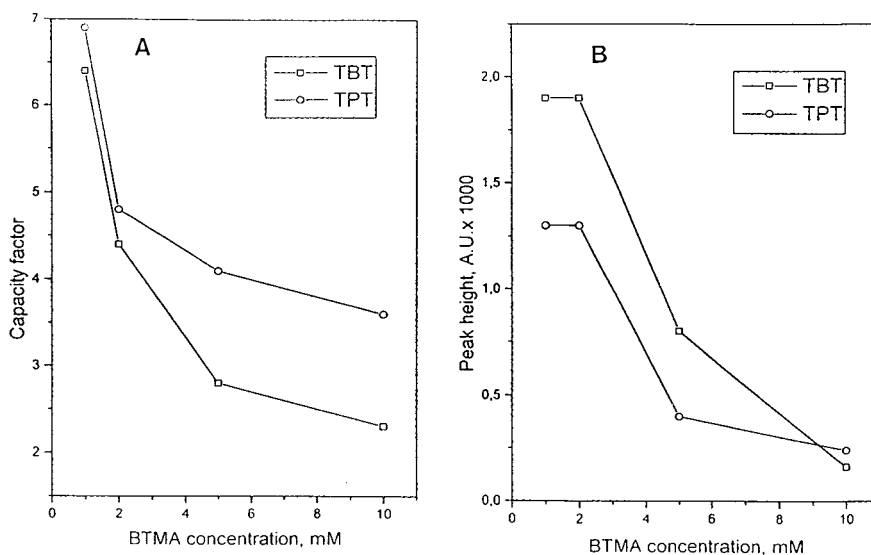 A
TBT
TPT
7
6
5
4
3
2
0
2
4
6
8
10
Capacity factor
BTMA concentration, mM
B
TBT
TPT
2,0
1,5
1,0
0,5
0,0
0
2
4
6
8
10
Peak height, A.U. x 1000
BTMA concentration, mM